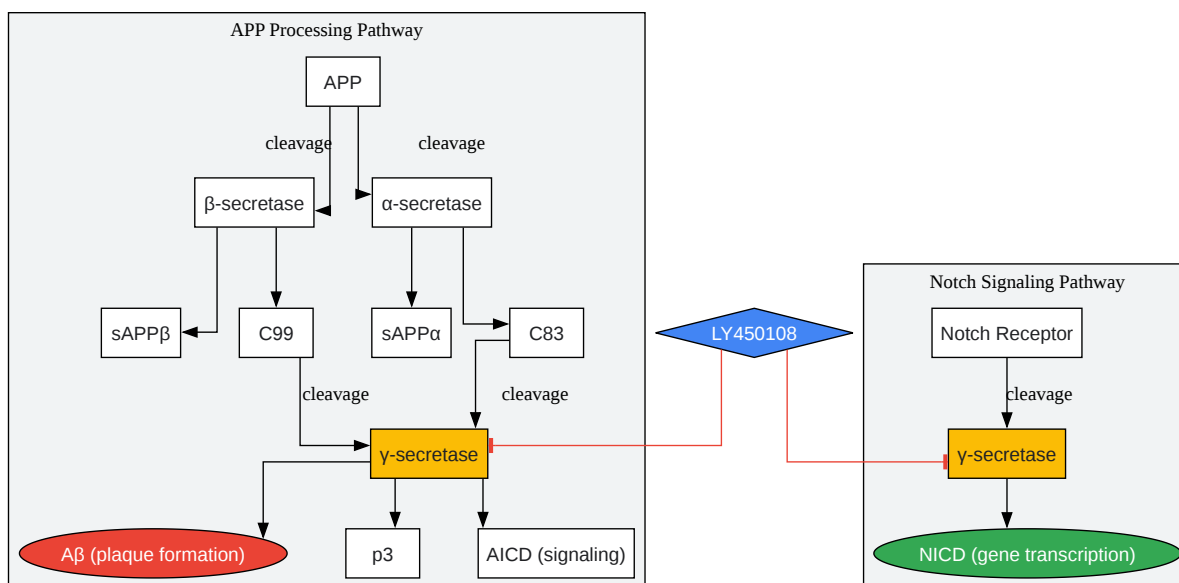 APP Processing Pathway
APP
cleavage
cleavage
β-secretase
α-secretase
sAPPβ
C99
sAPPα
C83
cleavage
cleavage
γ-secretase
Aβ (plaque formation)
p3
AICD (signaling)
LY450108
Notch Signaling Pathway
Notch Receptor
cleavage
γ-secretase
NICD (gene transcription)